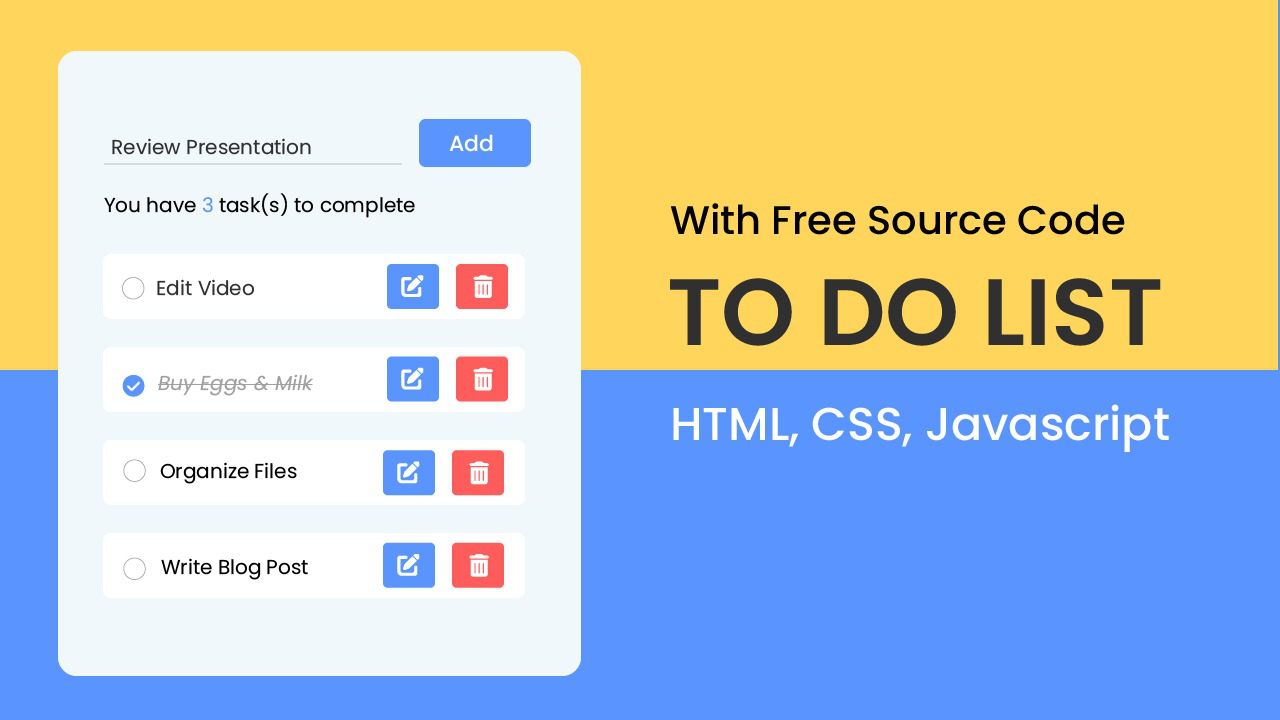 Review Presentation
Add
You have 3 task(s) to complete
Edit Video
Buy Eggs & Milk
Organize Files
Write Blog Post
With Free Source Code
TO DO LIST
HTML, CSS, Javascript